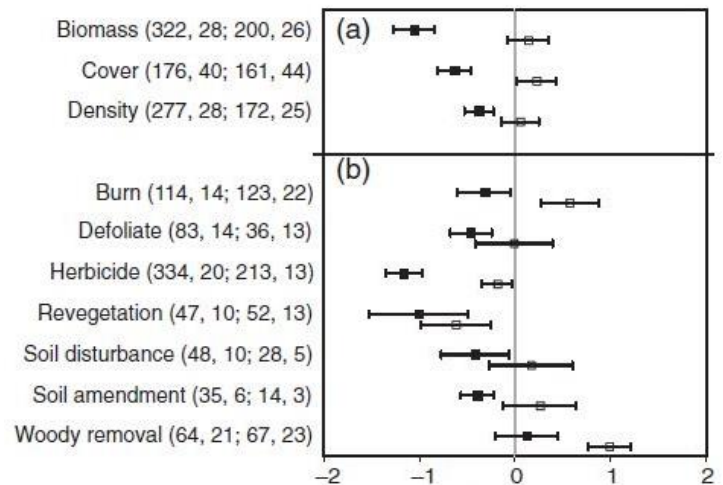 (a)
Biomass (322, 28; 200, 26)
Cover (176, 40; 161, 44)
Density (277, 28; 172, 25)
(b)
Burn (114, 14; 123, 22)
Defoliate (83, 14; 36, 13)
Herbicide (334, 20; 213, 13)
Revegetation (47, 10; 52, 13)
Soil disturbance (48, 10; 28, 5)
Soil amendment (35, 6; 14, 3)
Woody removal (64, 21; 67, 23)
−2 −1 0 1 2